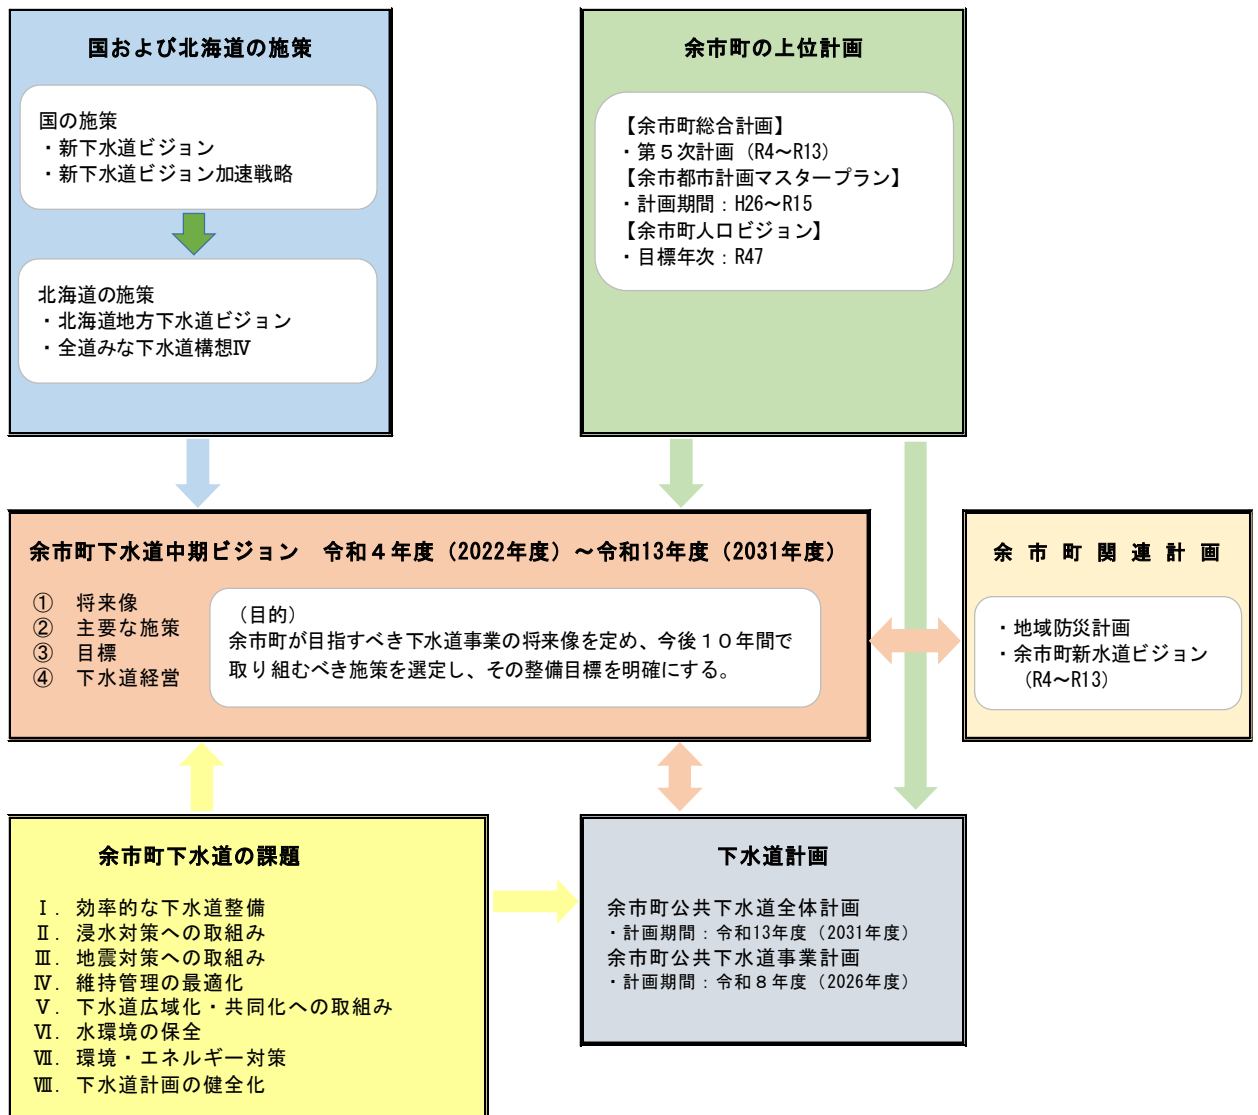 国および北海道の施策
国の施策
・新下水道ビジョン
・新下水道ビジョン加速戦略
北海道の施策
・北海道地方下水道ビジョン
・全道みな下水道構想Ⅳ
余市町の上位計画
【余市町総合計画】
・第５次計画（R4～R13）
【余市都市計画マスタープラン】
・計画期間：H26～R15
【余市町人口ビジョン】
・目標年次：R47
余市町下水道中期ビジョン　令和４年度（2022年度）～令和13年度（2031年度）
①　将来像
②　主要な施策
③　目標
④　下水道経営
（目的）
余市町が目指すべき下水道事業の将来像を定め、今後１０年間で
取り組むべき施策を選定し、その整備目標を明確にする。
余市町関連計画
・地域防災計画
・余市町新水道ビジョン
（R4～R13）
余市町下水道の課題
Ⅰ．効率的な下水道整備
Ⅱ．浸水対策への取組み
Ⅲ．地震対策への取組み
Ⅳ．維持管理の最適化
Ⅴ．下水道広域化・共同化への取組み
Ⅵ．水環境の保全
Ⅶ．環境・エネルギー対策
Ⅷ．下水道計画の健全化
下水道計画
余市町公共下水道全体計画
・計画期間：令和13年度（2031年度）
余市町公共下水道事業計画
・計画期間：令和８年度（2026年度）